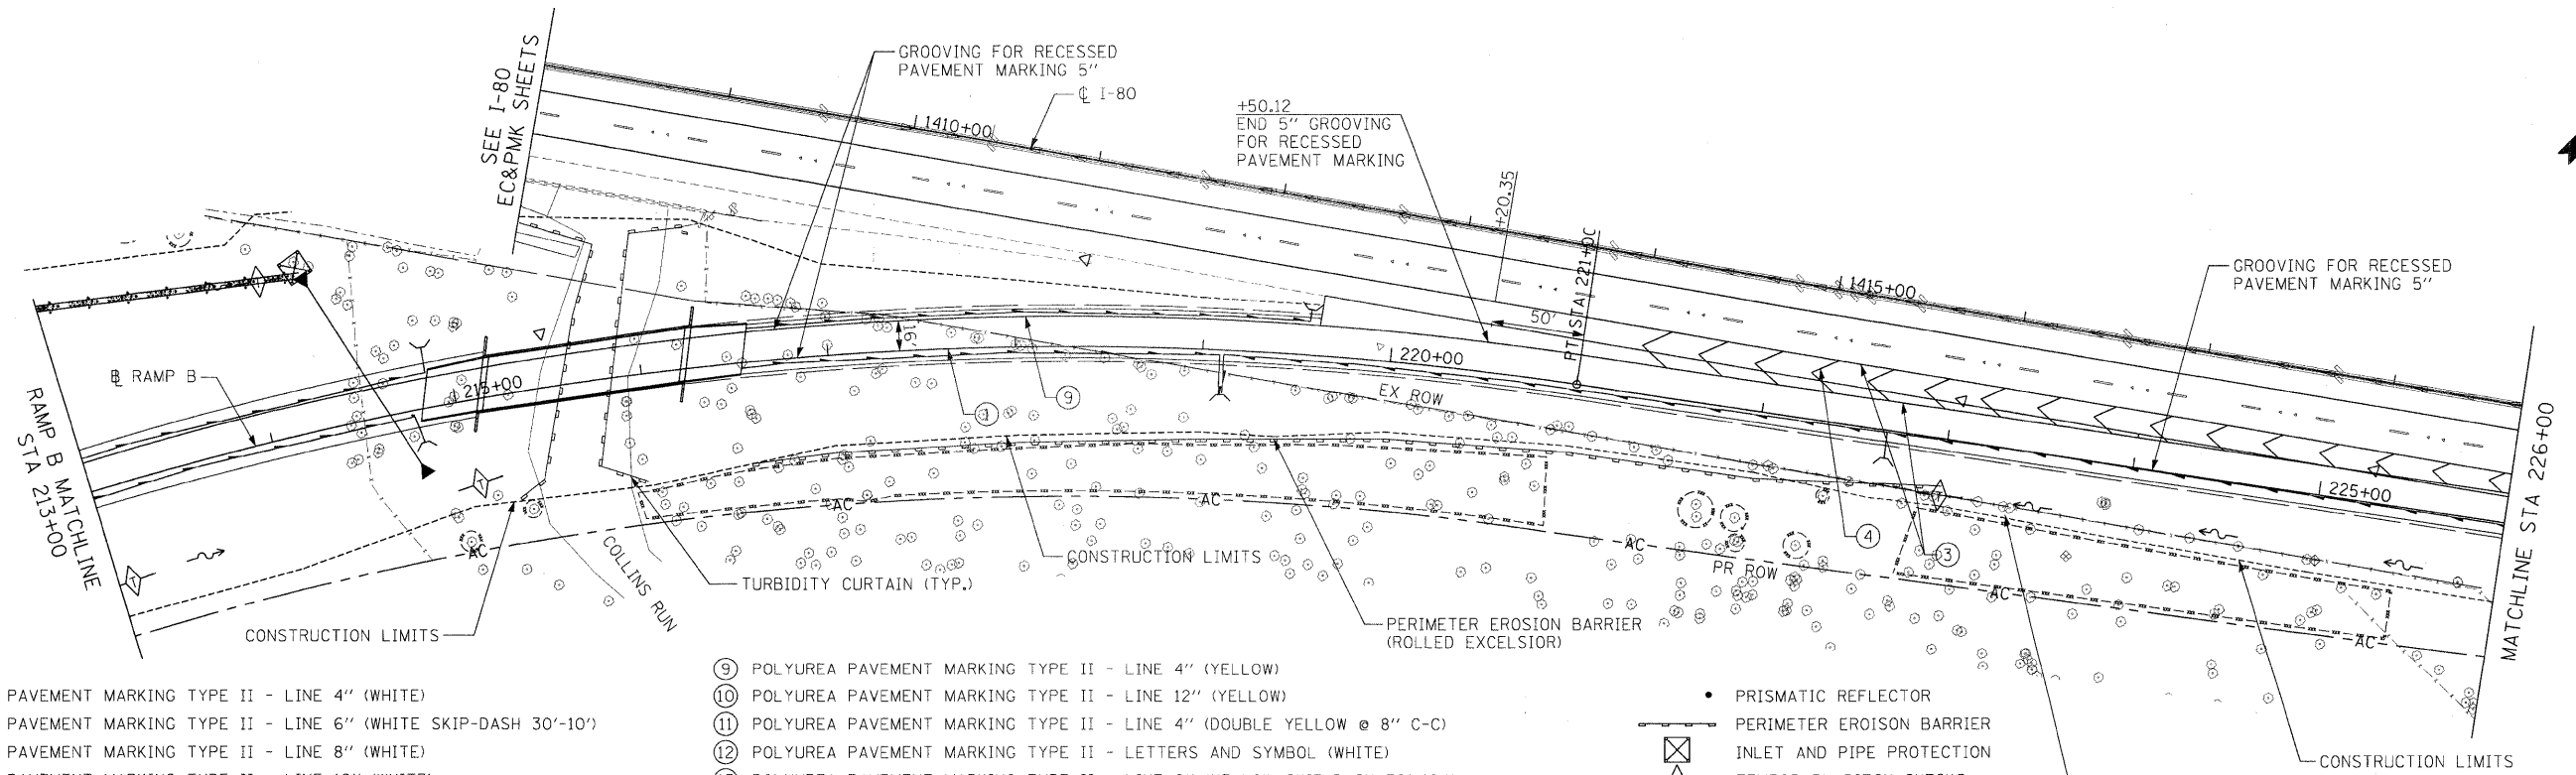 GROOVING FOR RECESSED
PAVEMENT MARKING 5"
SEE I-80
EC&PMK SHEETS
℄ I-80
1410+00
+50.12
END 5" GROOVING
FOR RECESSED
PAVEMENT MARKING
+20.35
50'
PT STA 221+00
1415+00
GROOVING FOR RECESSED
PAVEMENT MARKING 5"
RAMP B MATCHLINE
STA 213+00
RAMP B
215+00
16'
1
9
220+00
EX ROW
225+00
MATCHLINE STA 226+00
4
3
AC
AC
AC
AC
AC
AC
PR ROW
COLLINS RUN
CONSTRUCTION LIMITS
TURBIDITY CURTAIN (TYP.)
CONSTRUCTION LIMITS
PERIMETER EROSION BARRIER
(ROLLED EXCELSIOR)
CONSTRUCTION LIMITS
PAVEMENT MARKING TYPE II - LINE 4" (WHITE)
PAVEMENT MARKING TYPE II - LINE 6" (WHITE SKIP-DASH 30'-10')
PAVEMENT MARKING TYPE II - LINE 8" (WHITE)
9 POLYUREA PAVEMENT MARKING TYPE II - LINE 4" (YELLOW)
10 POLYUREA PAVEMENT MARKING TYPE II - LINE 12" (YELLOW)
11 POLYUREA PAVEMENT MARKING TYPE II - LINE 4" (DOUBLE YELLOW @ 8" C-C)
12 POLYUREA PAVEMENT MARKING TYPE II - LETTERS AND SYMBOL (WHITE)
PRISMATIC REFLECTOR
PERIMETER EROISON BARRIER
INLET AND PIPE PROTECTION